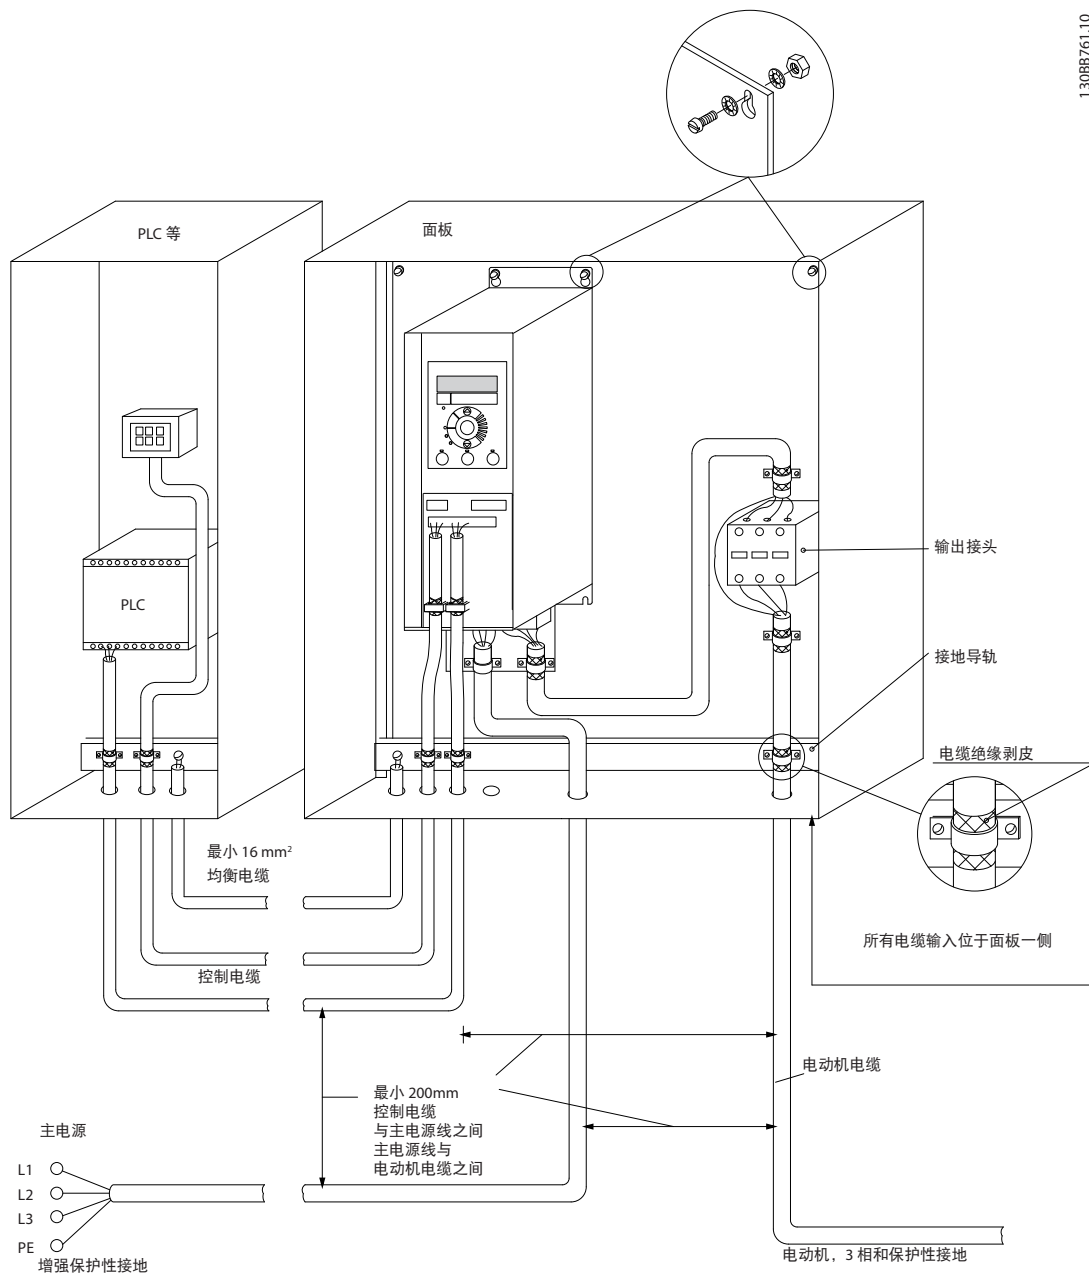 130BB761.10
PLC 等
面板
PLC
输出接头
接地导轨
电缆绝缘剥皮
最小 16 mm²
均衡电缆
所有电缆输入位于面板一侧
控制电缆
电动机电缆
最小 200mm
控制电缆
与主电源线之间
主电源线与
电动机电缆之间
主电源
L1
L2
L3
PE
增强保护性接地
电动机，3 相和保护性接地